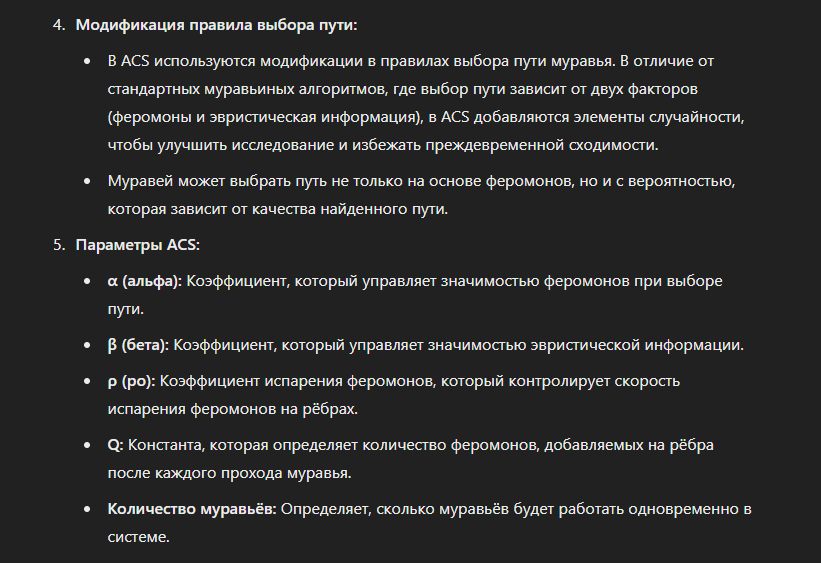 4. Модификация правила выбора пути:
• В ACS используются модификации в правилах выбора пути муравья. В отличие от
стандартных муравьиных алгоритмов, где выбор пути зависит от двух факторов
(феромоны и эвристическая информация), в ACS добавляются элементы случайности,
чтобы улучшить исследование и избежать преждевременной сходимости.
• Муравей может выбрать путь не только на основе феромонов, но и с вероятностью,
которая зависит от качества найденного пути.
5. Параметры ACS:
• α (альфа): Коэффициент, который управляет значимостью феромонов при выборе
пути.
• β (бета): Коэффициент, который управляет значимостью эвристической информации.
• ρ (ро): Коэффициент испарения феромонов, который контролирует скорость
испарения феромонов на рёбрах.
• Q: Константа, которая определяет количество феромонов, добавляемых на рёбра
после каждого прохода муравья.
• Количество муравьёв: Определяет, сколько муравьёв будет работать одновременно в
системе.